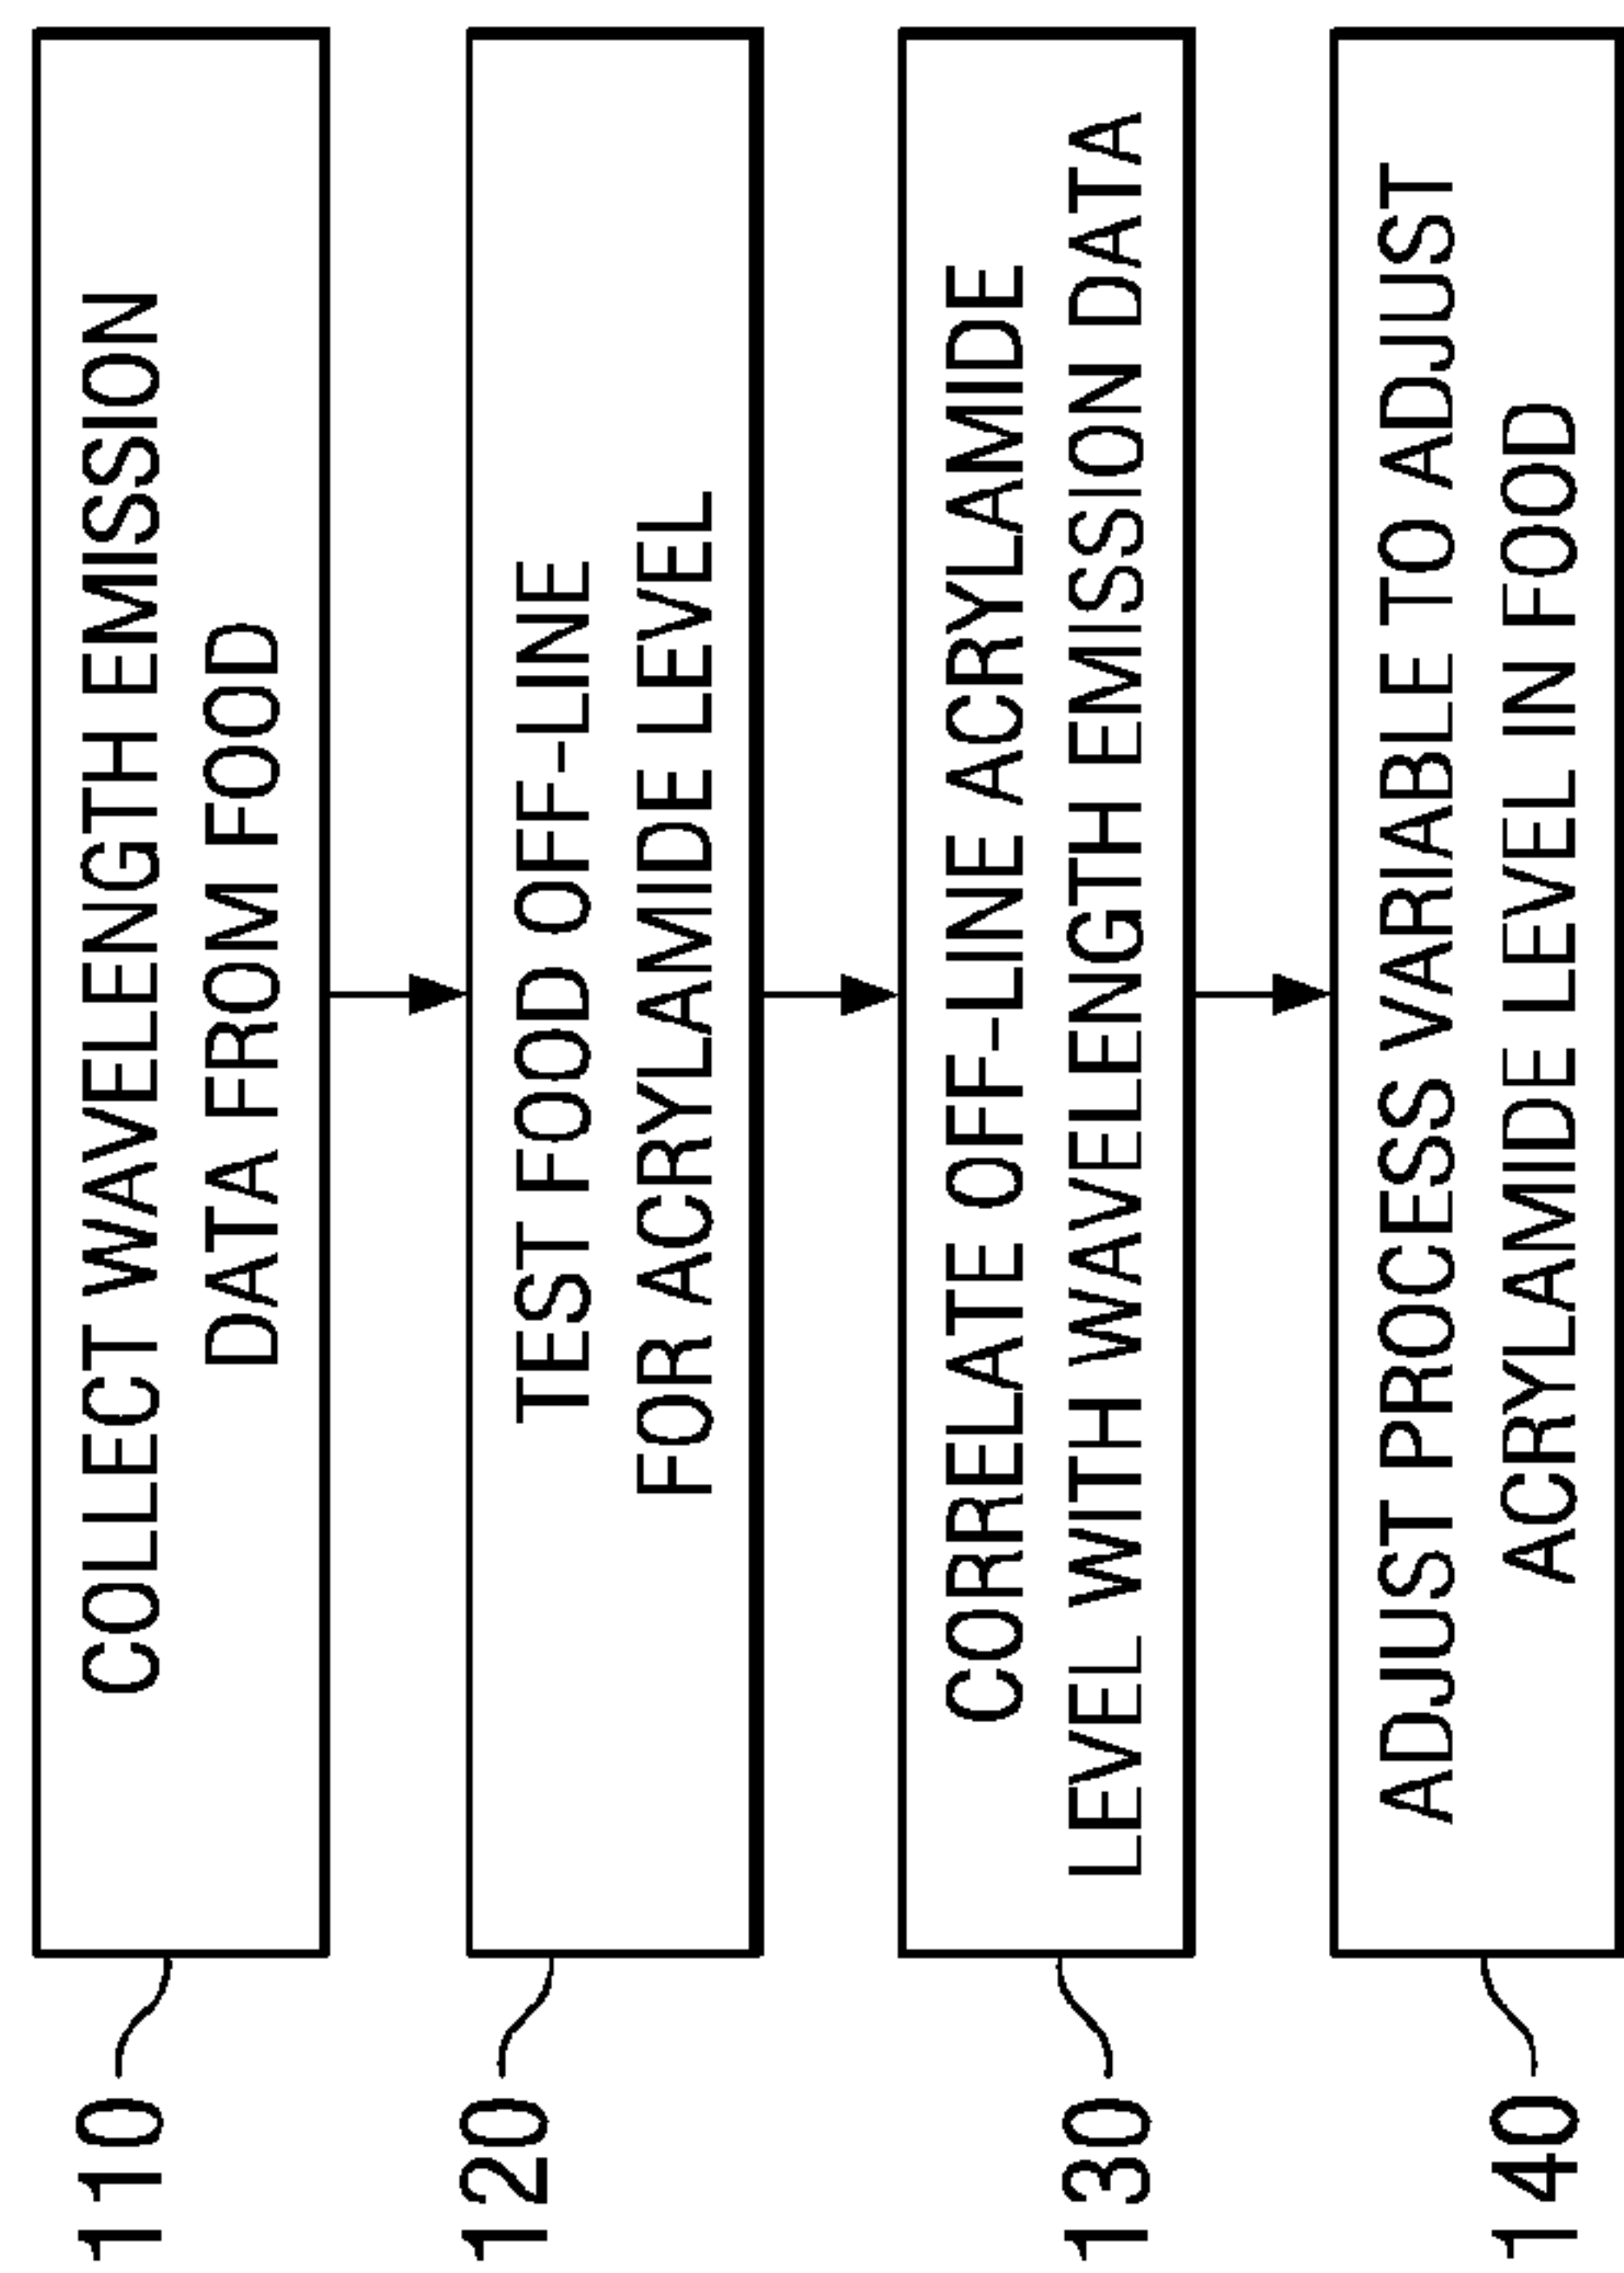 110
COLLECT WAVELENGTH EMISSION
DATA FROM FOOD
120
TEST FOOD OFF-LINE
FOR ACRYLAMIDE LEVEL
130
CORRELATE OFF-LINE ACRYLAMIDE
LEVEL WITH WAVELENGTH EMISSION DATA
140
ADJUST PROCESS VARIABLE TO ADJUST
ACRYLAMIDE LEVEL IN FOOD